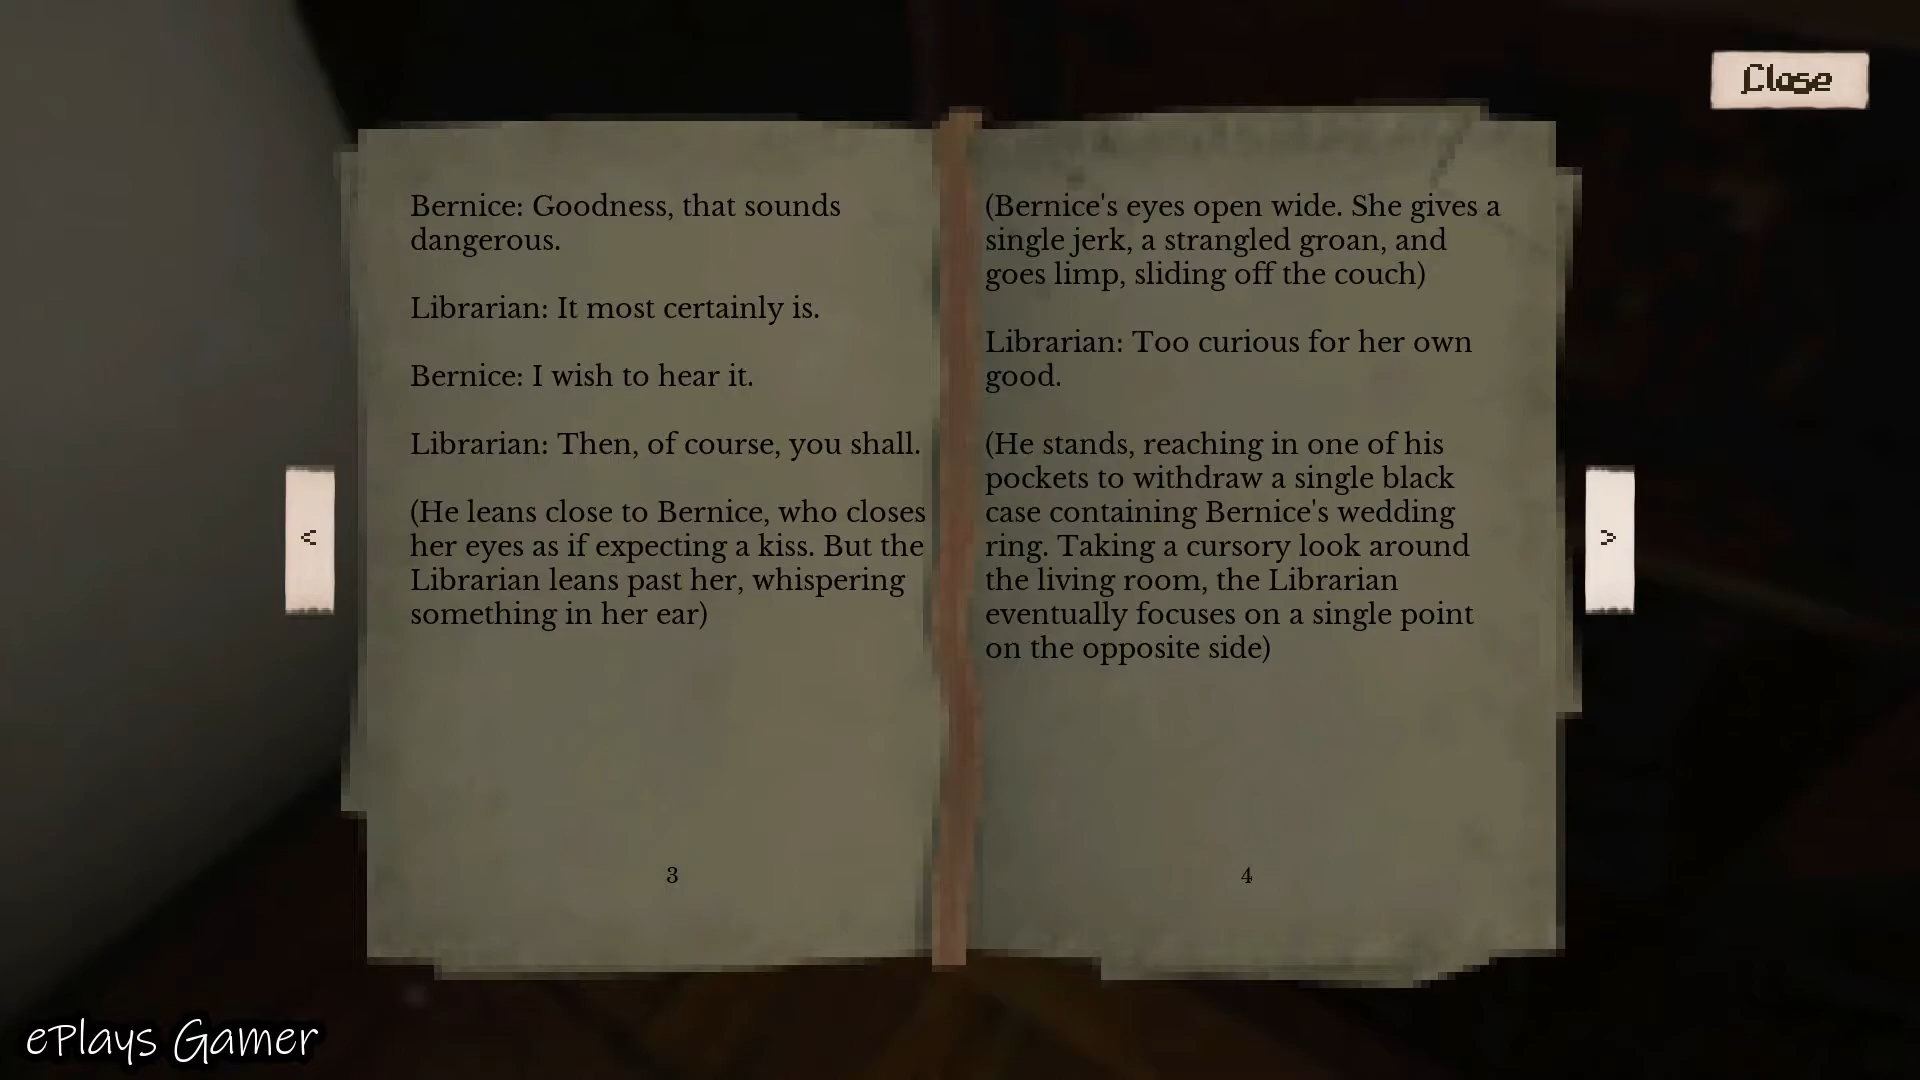 Close
Bernice: Goodness, that sounds
dangerous.
Librarian: It most certainly is.
Bernice: I wish to hear it.
Librarian: Then, of course, you shall.
(He leans close to Bernice, who closes
her eyes as if expecting a kiss. But the
Librarian leans past her, whispering
something in her ear)
3
(Bernice's eyes open wide. She gives a
single jerk, a strangled groan, and
goes limp, sliding off the couch)
Librarian: Too curious for her own
good.
(He stands, reaching in one of his
pockets to withdraw a single black
case containing Bernice's wedding
ring. Taking a cursory look around
the living room, the Librarian
eventually focuses on a single point
on the opposite side)
4
<
>
ePlays Gamer